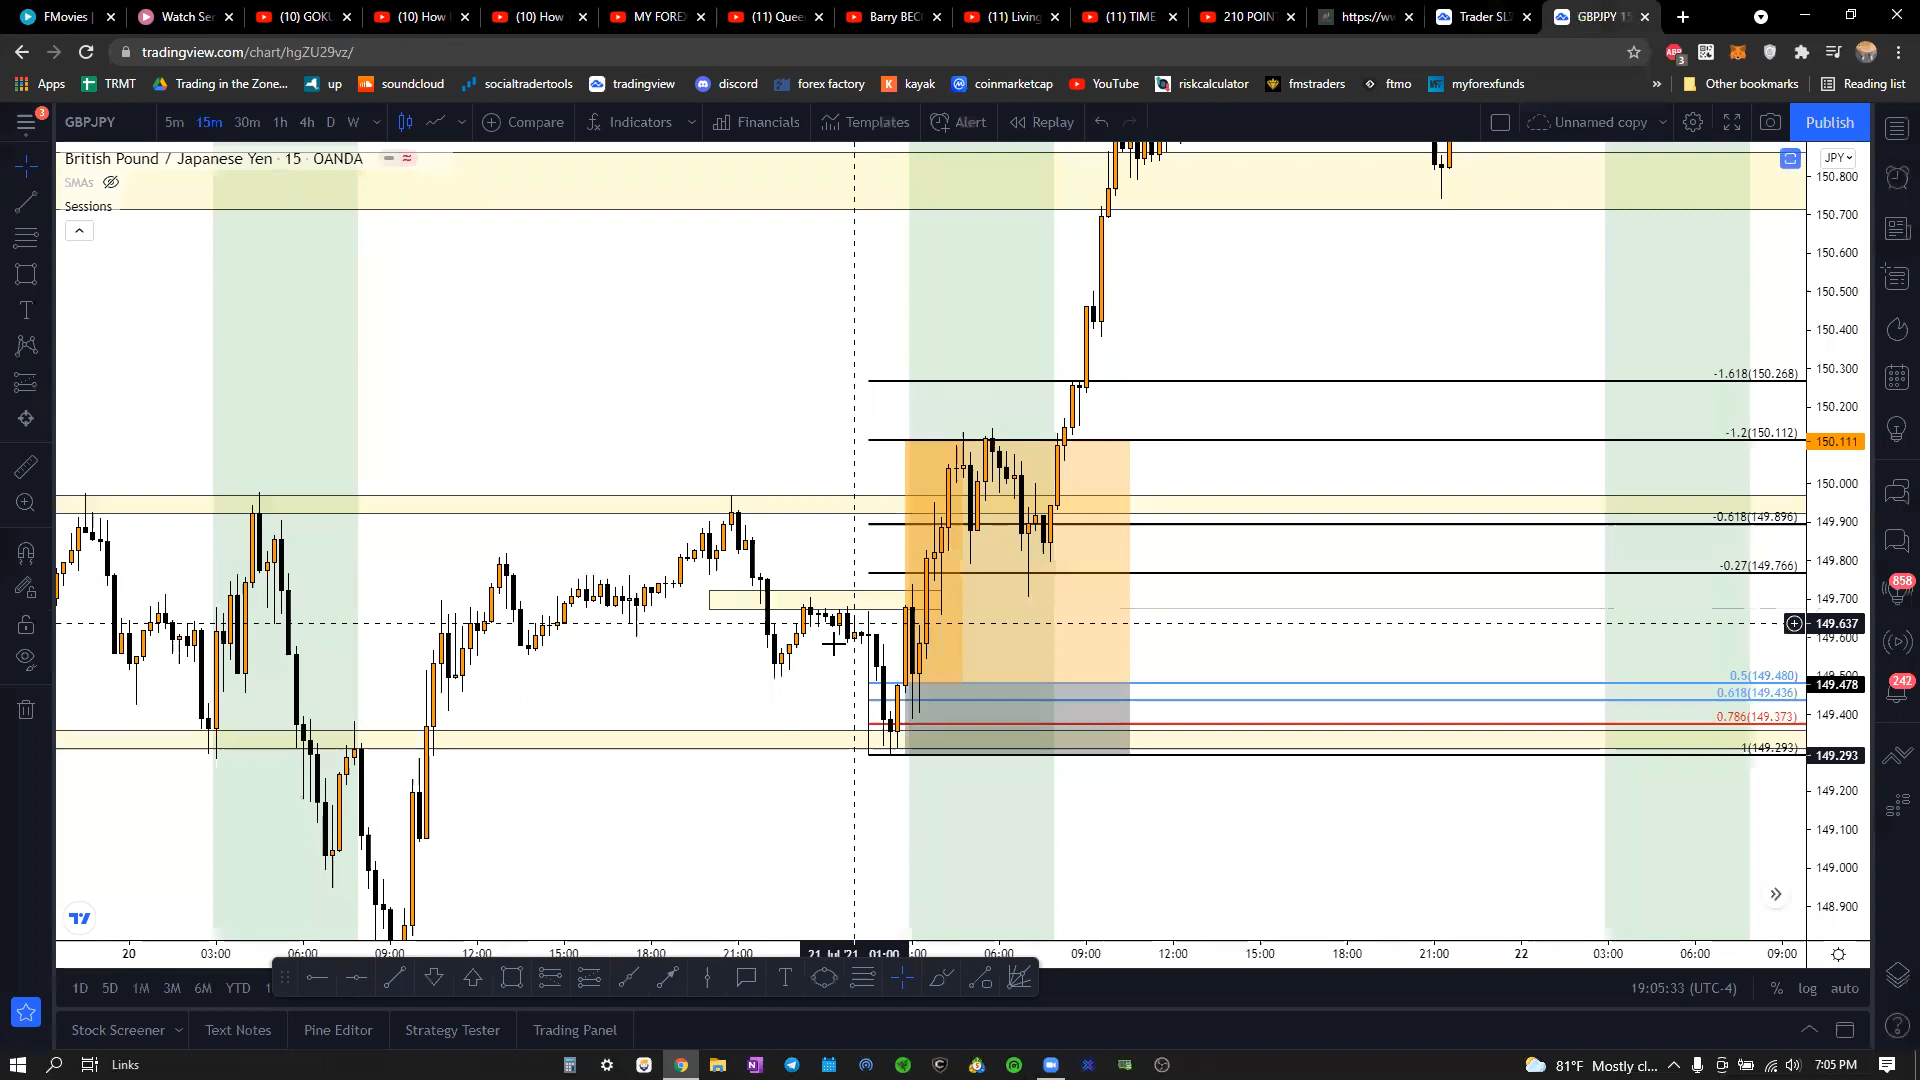 FMovies
Watch Se
(10) GOKU
(10) How
(10) How
MY FORE
(11) Que
Barry BEC
(11) Living
(11) TIME
210 POIN
https://w
Trader SL
GBPJPY 15
tradingview.com/chart/hgZU29vz/
3
Apps TRMT Trading in the Zone... up soundcloud socialtradertools tradingview discord forex factory kayak coinmarketcap YouTube riskcalculator fmstraders ftmo myforexfunds » Other bookmarks Reading list
3
GBPJPY 5m 15m 30m 1h 4h D W Compare Indicators Financials Templates Alert Replay Unnamed copy Publish
British Pound / Japanese Yen · 15 · OANDA
JPY
SMAs
Sessions
150.800
150.700
150.600
150.500
150.400
150.300
-1.618(150.268)
150.200
-1.2(150.112)
150.111
150.000
-0.618(149.896)
149.900
-0.27(149.766)
149.800
149.700
149.637
149.600
0.5(149.480)
149.478
0.618(149.436)
0.786(149.373)
149.400
1(149.293)
149.293
149.200
149.100
149.000
148.900
858
242
20 03:00 06:00 09:00 12:00 15:00 18:00 21:00 21 Jul '21 01:00 :00 06:00 09:00 12:00 15:00 18:00 21:00 22 03:00 06:00 09:00
1D 5D 1M 3M 6M YTD
19:05:33 (UTC-4) % log auto
Stock Screener Text Notes Pine Editor Strategy Tester Trading Panel
Links
81°F Mostly cl... 7:05 PM